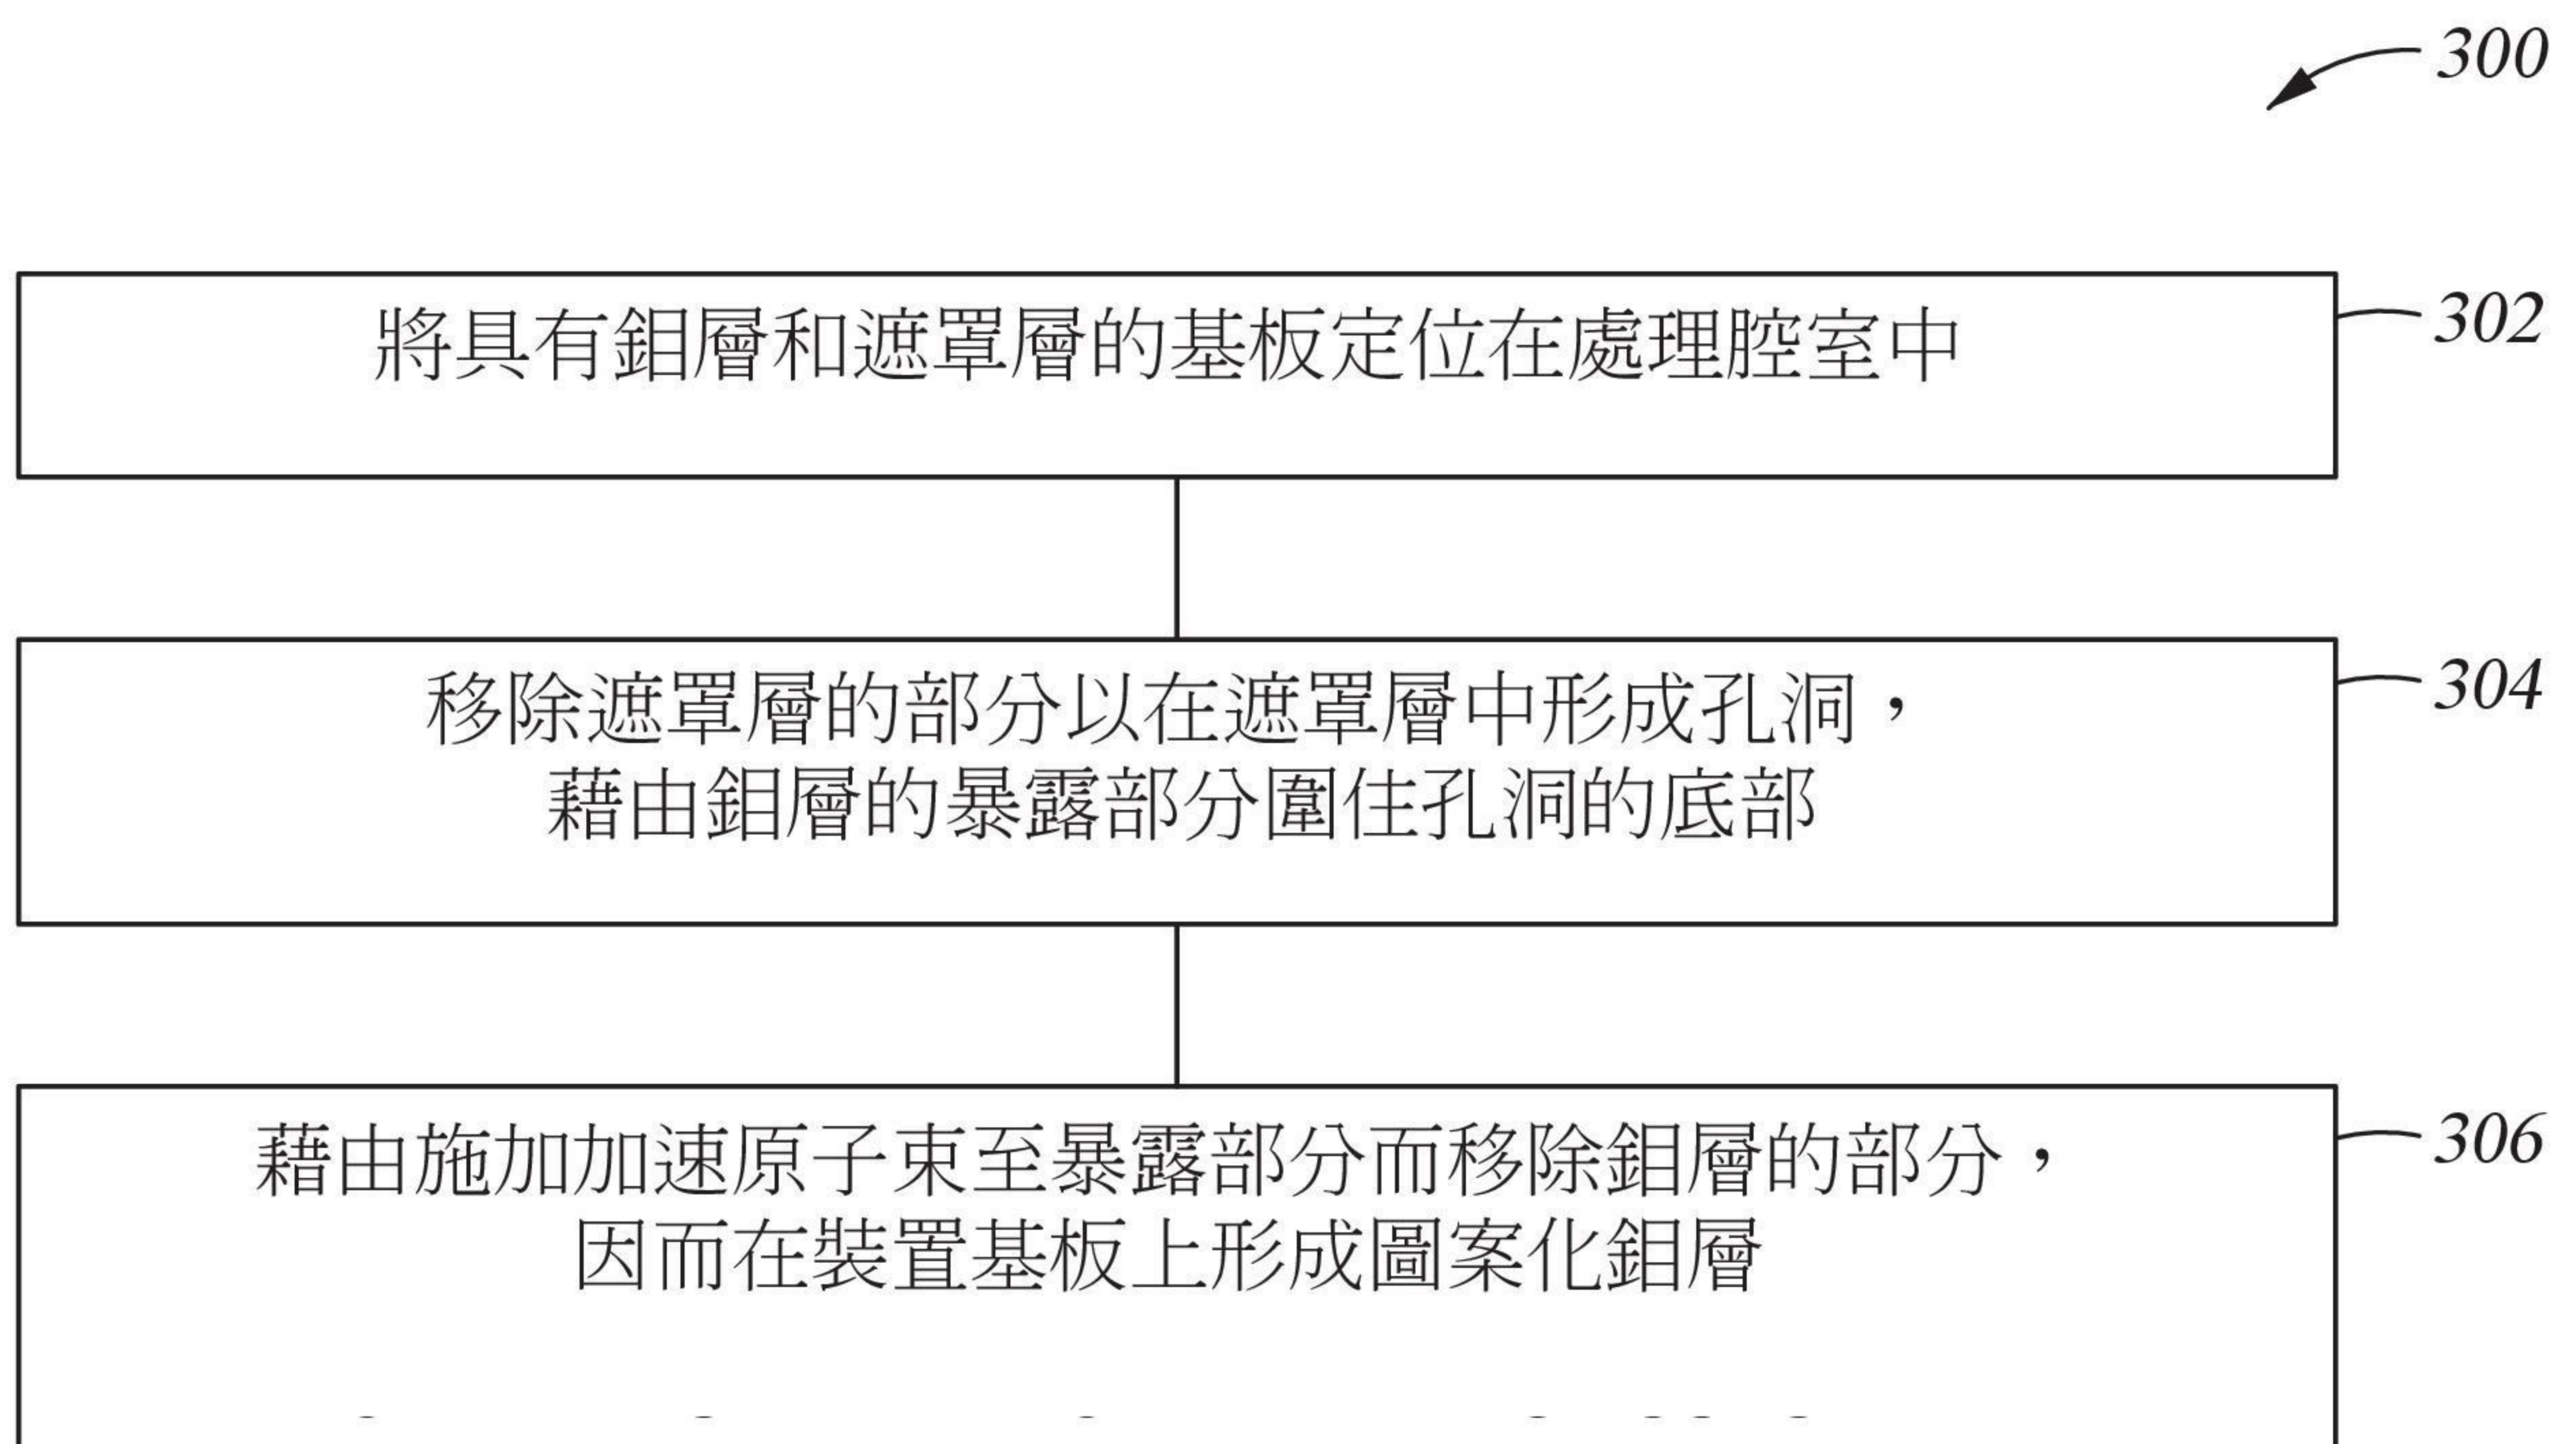 300
將具有鉬層和遮罩層的基板定位在處理腔室中
302
移除遮罩層的部分以在遮罩層中形成孔洞，
藉由鉬層的暴露部分圍住孔洞的底部
304
藉由施加加速原子束至暴露部分而移除鉬層的部分，
因而在裝置基板上形成圖案化鉬層
306